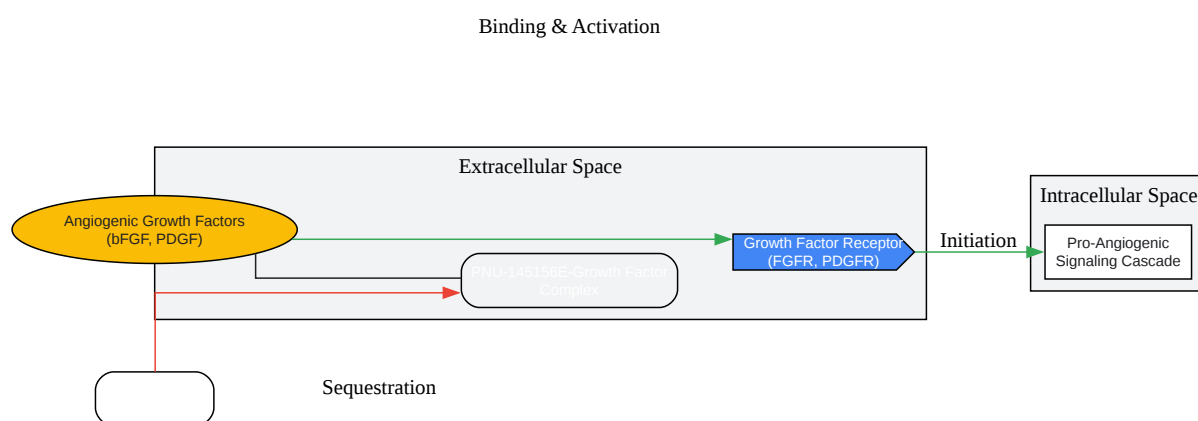 Binding & Activation
Extracellular Space
Angiogenic Growth Factors
(bFGF, PDGF)
Growth Factor Receptor
(FGFR, PDGFR)
Initiation
Intracellular Space
Pro-Angiogenic
Signaling Cascade
PNU-145156E-Growth Factor
Complex
Sequestration